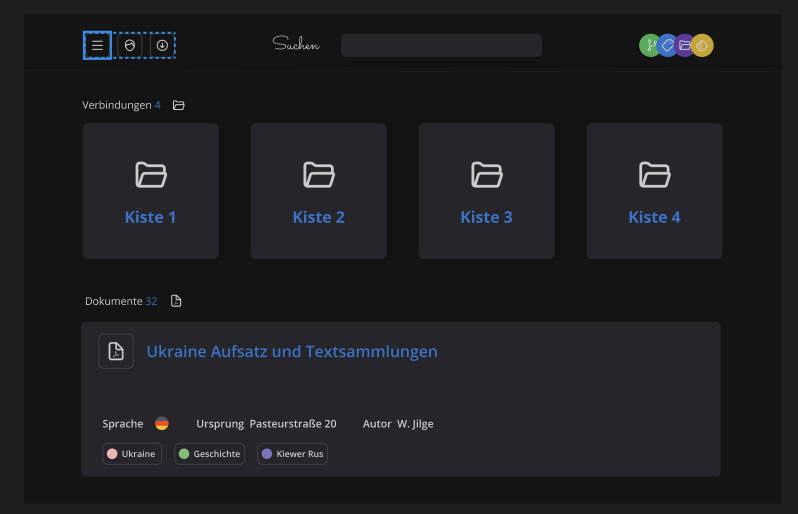 Suchen
Verbindungen 4
Kiste 1 Kiste 2 Kiste 3 Kiste 4
Dokumente 32
Ukraine Aufsatz und Textsammlungen
Sprache Ursprung Pasteurstraße 20 Autor W. Jilge
Ukraine Geschichte Kiewer Rus